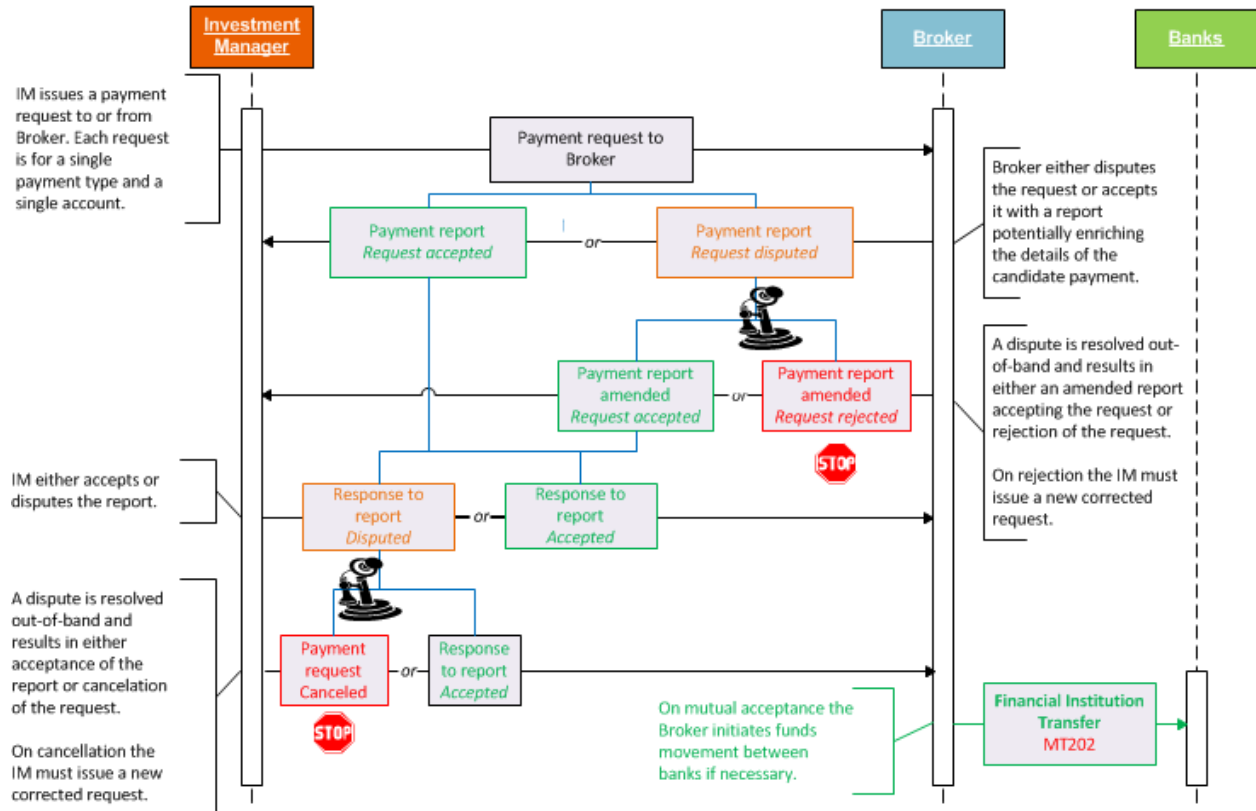 Investment
Manager
Broker
Banks
IM issues a payment
request to or from
Broker. Each request
is for a single
payment type and a
single account.
Payment request to
Broker
Broker either disputes
the request or accepts
it with a report
potentially enriching
the details of the
candidate payment.
Payment report
Request accepted
or
Payment report
Request disputed
A dispute is resolved out-
of-band and results in
either an amended report
accepting the request or
rejection of the request.
On rejection the IM must
issue a new corrected
request.
Payment report
amended
Request accepted
or
Payment report
amended
Request rejected
STOP
IM either accepts or
disputes the report.
Response to
report
Disputed
or
Response to
report
Accepted
A dispute is resolved
out-of-band and
results in either
acceptance of the
report or cancelation
of the request.
On cancellation the
IM must issue a new
corrected request.
Payment
request
Canceled
or
Response
to report
Accepted
STOP
On mutual acceptance the
Broker initiates funds
movement between
banks if necessary.
Financial Institution
Transfer
MT202